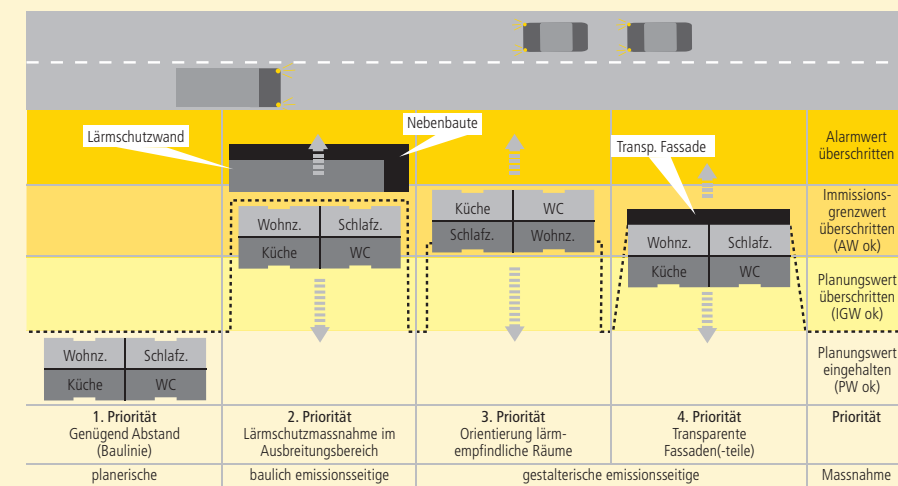 Lärmschutzwand
Nebenbaute
Transp. Fassade
Alarmwert
überschritten
Immissions-
grenzwert
überschritten
(AW ok)
Planungswert
überschritten
(IGW ok)
Planungswert
eingehalten
(PW ok)
Wohnz. Schlafz.
Küche WC
Wohnz. Schlafz.
Küche WC
Küche WC
Schlafz. Wohnz.
Wohnz. Schlafz.
Küche WC
1. Priorität
Genügend Abstand
(Baulinie)
2. Priorität
Lärmschutzmassnahme im
Ausbreitungsbereich
3. Priorität
Orientierung lärm-
empfindliche Räume
4. Priorität
Transparente
Fassaden(-teile)
Priorität
planerische
baulich emissionsseitige
gestalterische emissionsseitige
Massnahme